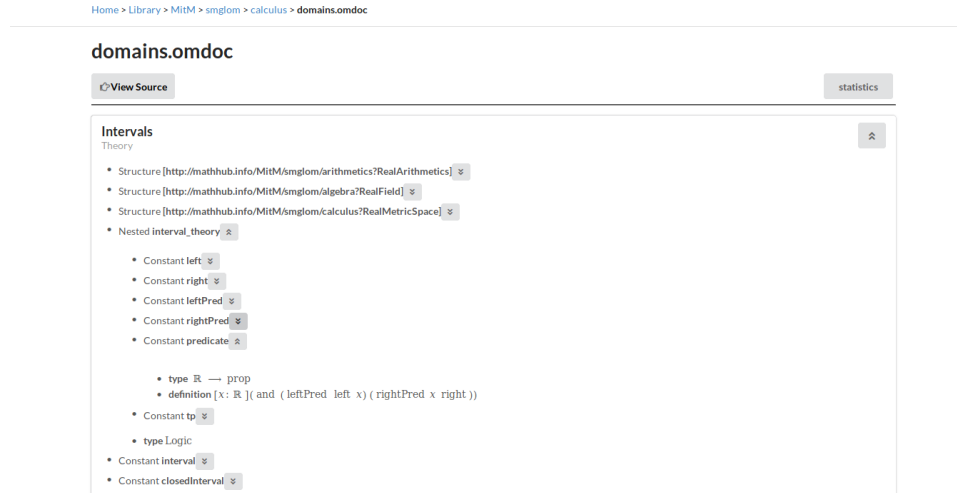 Home > Library > MitM > smglom > calculus > domains.omdoc
domains.omdoc
View Source
statistics
Intervals
Theory
Structure [http://mathhub.info/MitM/smglom/arithmetics?RealArithmetics]
Structure [http://mathhub.info/MitM/smglom/algebra?RealField]
Structure [http://mathhub.info/MitM/smglom/calculus?RealMetricSpace]
Nested interval_theory
Constant left
Constant right
Constant leftPred
Constant rightPred
Constant predicate
type ℝ ⟶ prop
definition [x: ℝ ]( and ( leftPred left x) ( rightPred x right ))
Constant tp
type Logic
Constant interval
Constant closedInterval